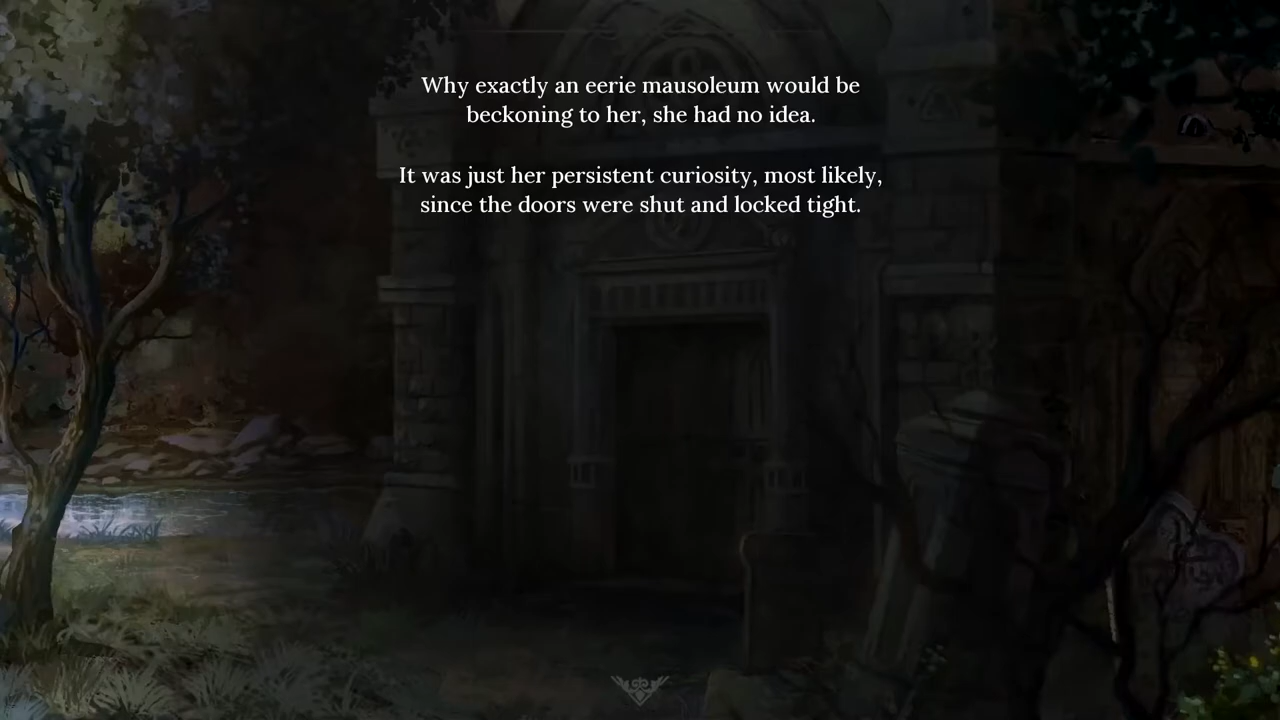 Why exactly an eerie mausoleum would be
beckoning to her, she had no idea.
It was just her persistent curiosity, most likely,
since the doors were shut and locked tight.